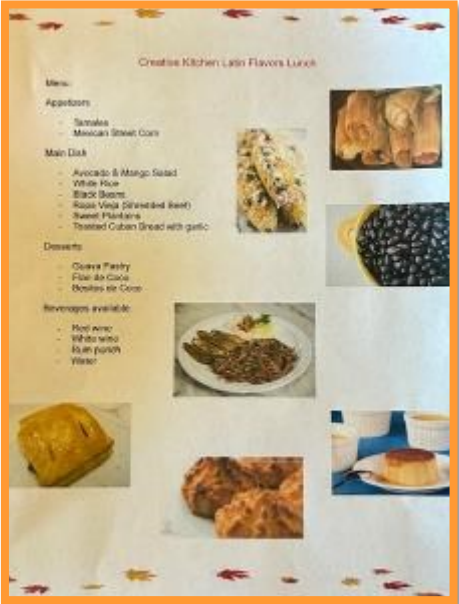 Creative Kitchen Latin Flavors Lunch
Menu:
Appetizers
- Tamales
- Mexican Street Corn
Main Dish
- Avocado & Mango Salad
- White Rice
- Black Beans
- Ropa Vieja (Shredded Beef)
- Sweet Plantains
- Toasted Cuban Bread with garlic
Desserts
- Guava Pastry
- Flan de Coco
- Besitos de Coco
Beverages available
- Red wine
- White wine
- Rum punch
- Water